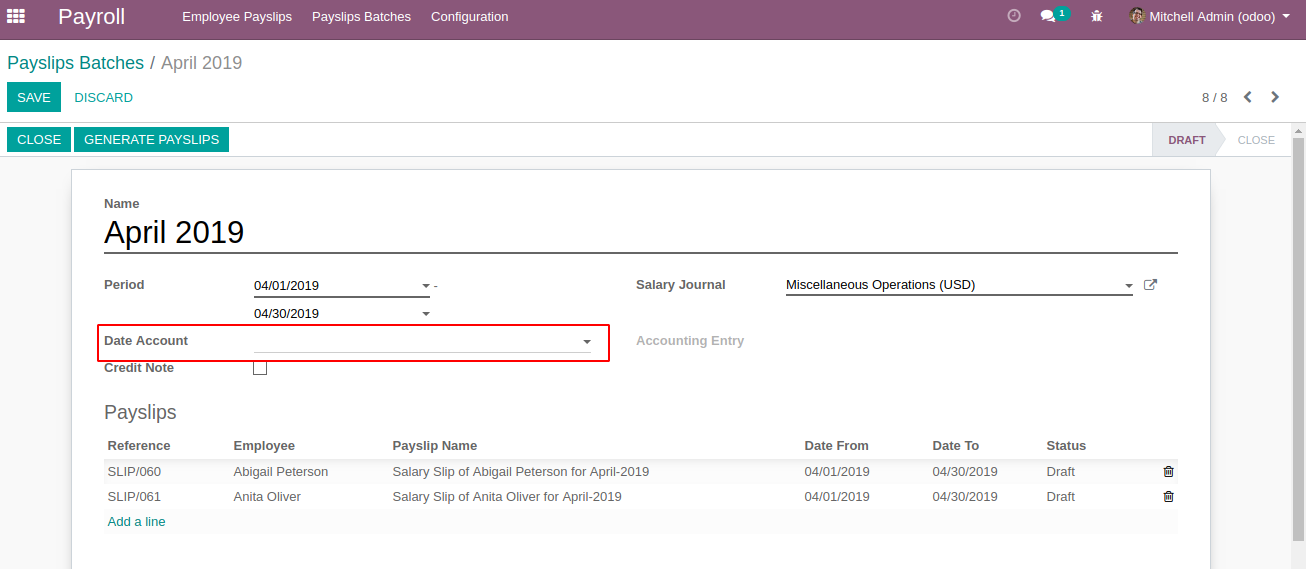 Payroll Employee Payslips Payslips Batches Configuration 1 Mitchell Admin (odoo)
Payslips Batches / April 2019
SAVE DISCARD 8 / 8
CLOSE GENERATE PAYSLIPS DRAFT CLOSE
Name
April 2019
Period 04/01/2019 - Salary Journal Miscellaneous Operations (USD)
04/30/2019
Date Account Accounting Entry
Credit Note
Payslips
Reference Employee Payslip Name Date From Date To Status
SLIP/060 Abigail Peterson Salary Slip of Abigail Peterson for April-2019 04/01/2019 04/30/2019 Draft
SLIP/061 Anita Oliver Salary Slip of Anita Oliver for April-2019 04/01/2019 04/30/2019 Draft
Add a line